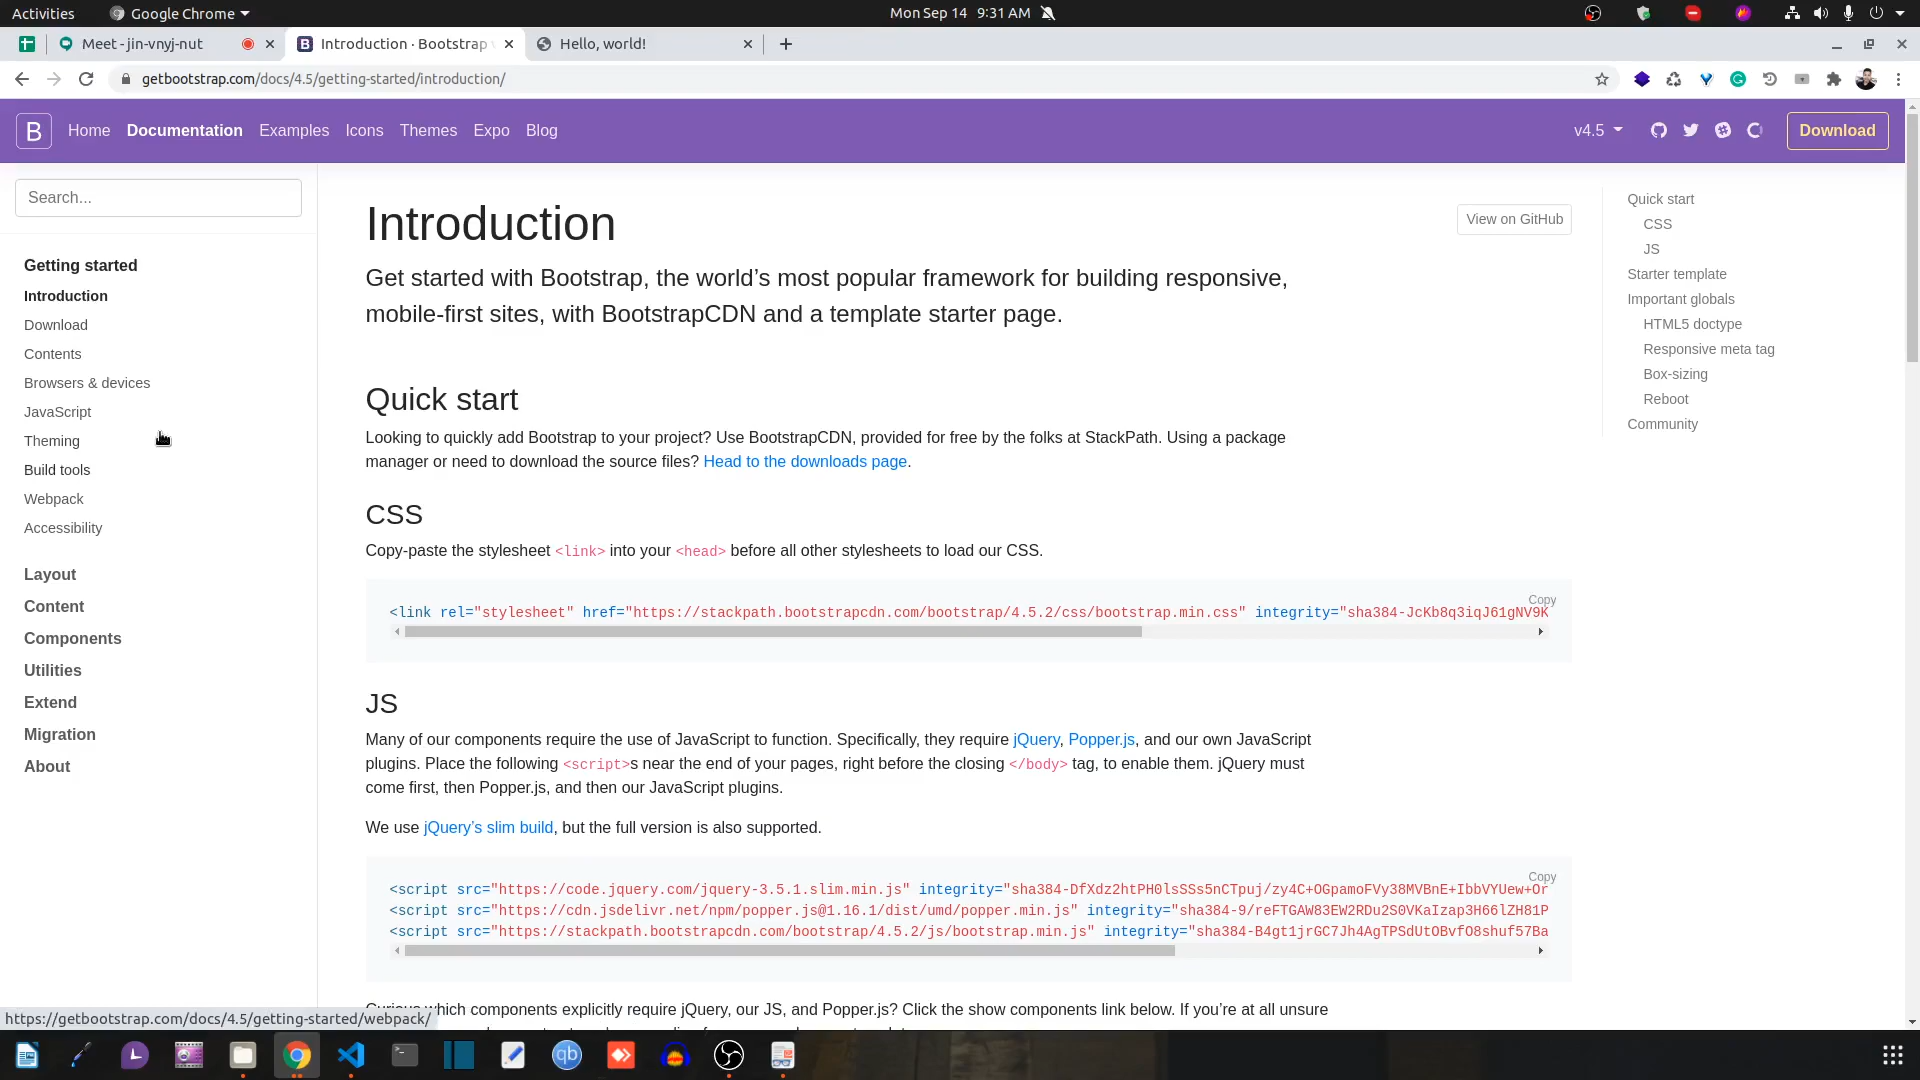 Activities
Google Chrome
Mon Sep 14 9:31 AM
Meet - jin-vnyj-nut
Introduction · Bootstrap
Hello, world!
getbootstrap.com/docs/4.5/getting-started/introduction/
B
Home
Documentation
Examples
Icons
Themes
Expo
Blog
v4.5
Download
Search...
Getting started
Introduction
Download
Contents
Browsers & devices
JavaScript
Theming
Build tools
Webpack
Accessibility
Layout
Content
Components
Utilities
Extend
Migration
About
Introduction
View on GitHub
Get started with Bootstrap, the world’s most popular framework for building responsive,
mobile-first sites, with BootstrapCDN and a template starter page.
Quick start
Looking to quickly add Bootstrap to your project? Use BootstrapCDN, provided for free by the folks at StackPath. Using a package
manager or need to download the source files? Head to the downloads page.
CSS
Copy-paste the stylesheet <link> into your <head> before all other stylesheets to load our CSS.
Copy
<link rel="stylesheet" href="https://stackpath.bootstrapcdn.com/bootstrap/4.5.2/css/bootstrap.min.css" integrity="sha384-JcKb8q3iqJ61gNV9K
JS
Many of our components require the use of JavaScript to function. Specifically, they require jQuery, Popper.js, and our own JavaScript
plugins. Place the following <script>s near the end of your pages, right before the closing </body> tag, to enable them. jQuery must
come first, then Popper.js, and then our JavaScript plugins.
We use jQuery’s slim build, but the full version is also supported.
Copy
<script src="https://code.jquery.com/jquery-3.5.1.slim.min.js" integrity="sha384-DfXdz2htPH0lsSSs5nCTpuj/zy4C+OGpamoFVy38MVBnE+IbbVYUew+Or
<script src="https://cdn.jsdelivr.net/npm/popper.js@1.16.1/dist/umd/popper.min.js" integrity="sha384-9/reFTGAW83EW2RDu2S0VKaIzap3H66lZH81P
<script src="https://stackpath.bootstrapcdn.com/bootstrap/4.5.2/js/bootstrap.min.js" integrity="sha384-B4gt1jrGC7Jh4AgTPSdUtOBvfO8shuf57Ba
Curious which components explicitly require jQuery, our JS, and Popper.js? Click the show components link below. If you’re at all unsure
Quick start
CSS
JS
Starter template
Important globals
HTML5 doctype
Responsive meta tag
Box-sizing
Reboot
Community
https://getbootstrap.com/docs/4.5/getting-started/webpack/
qb